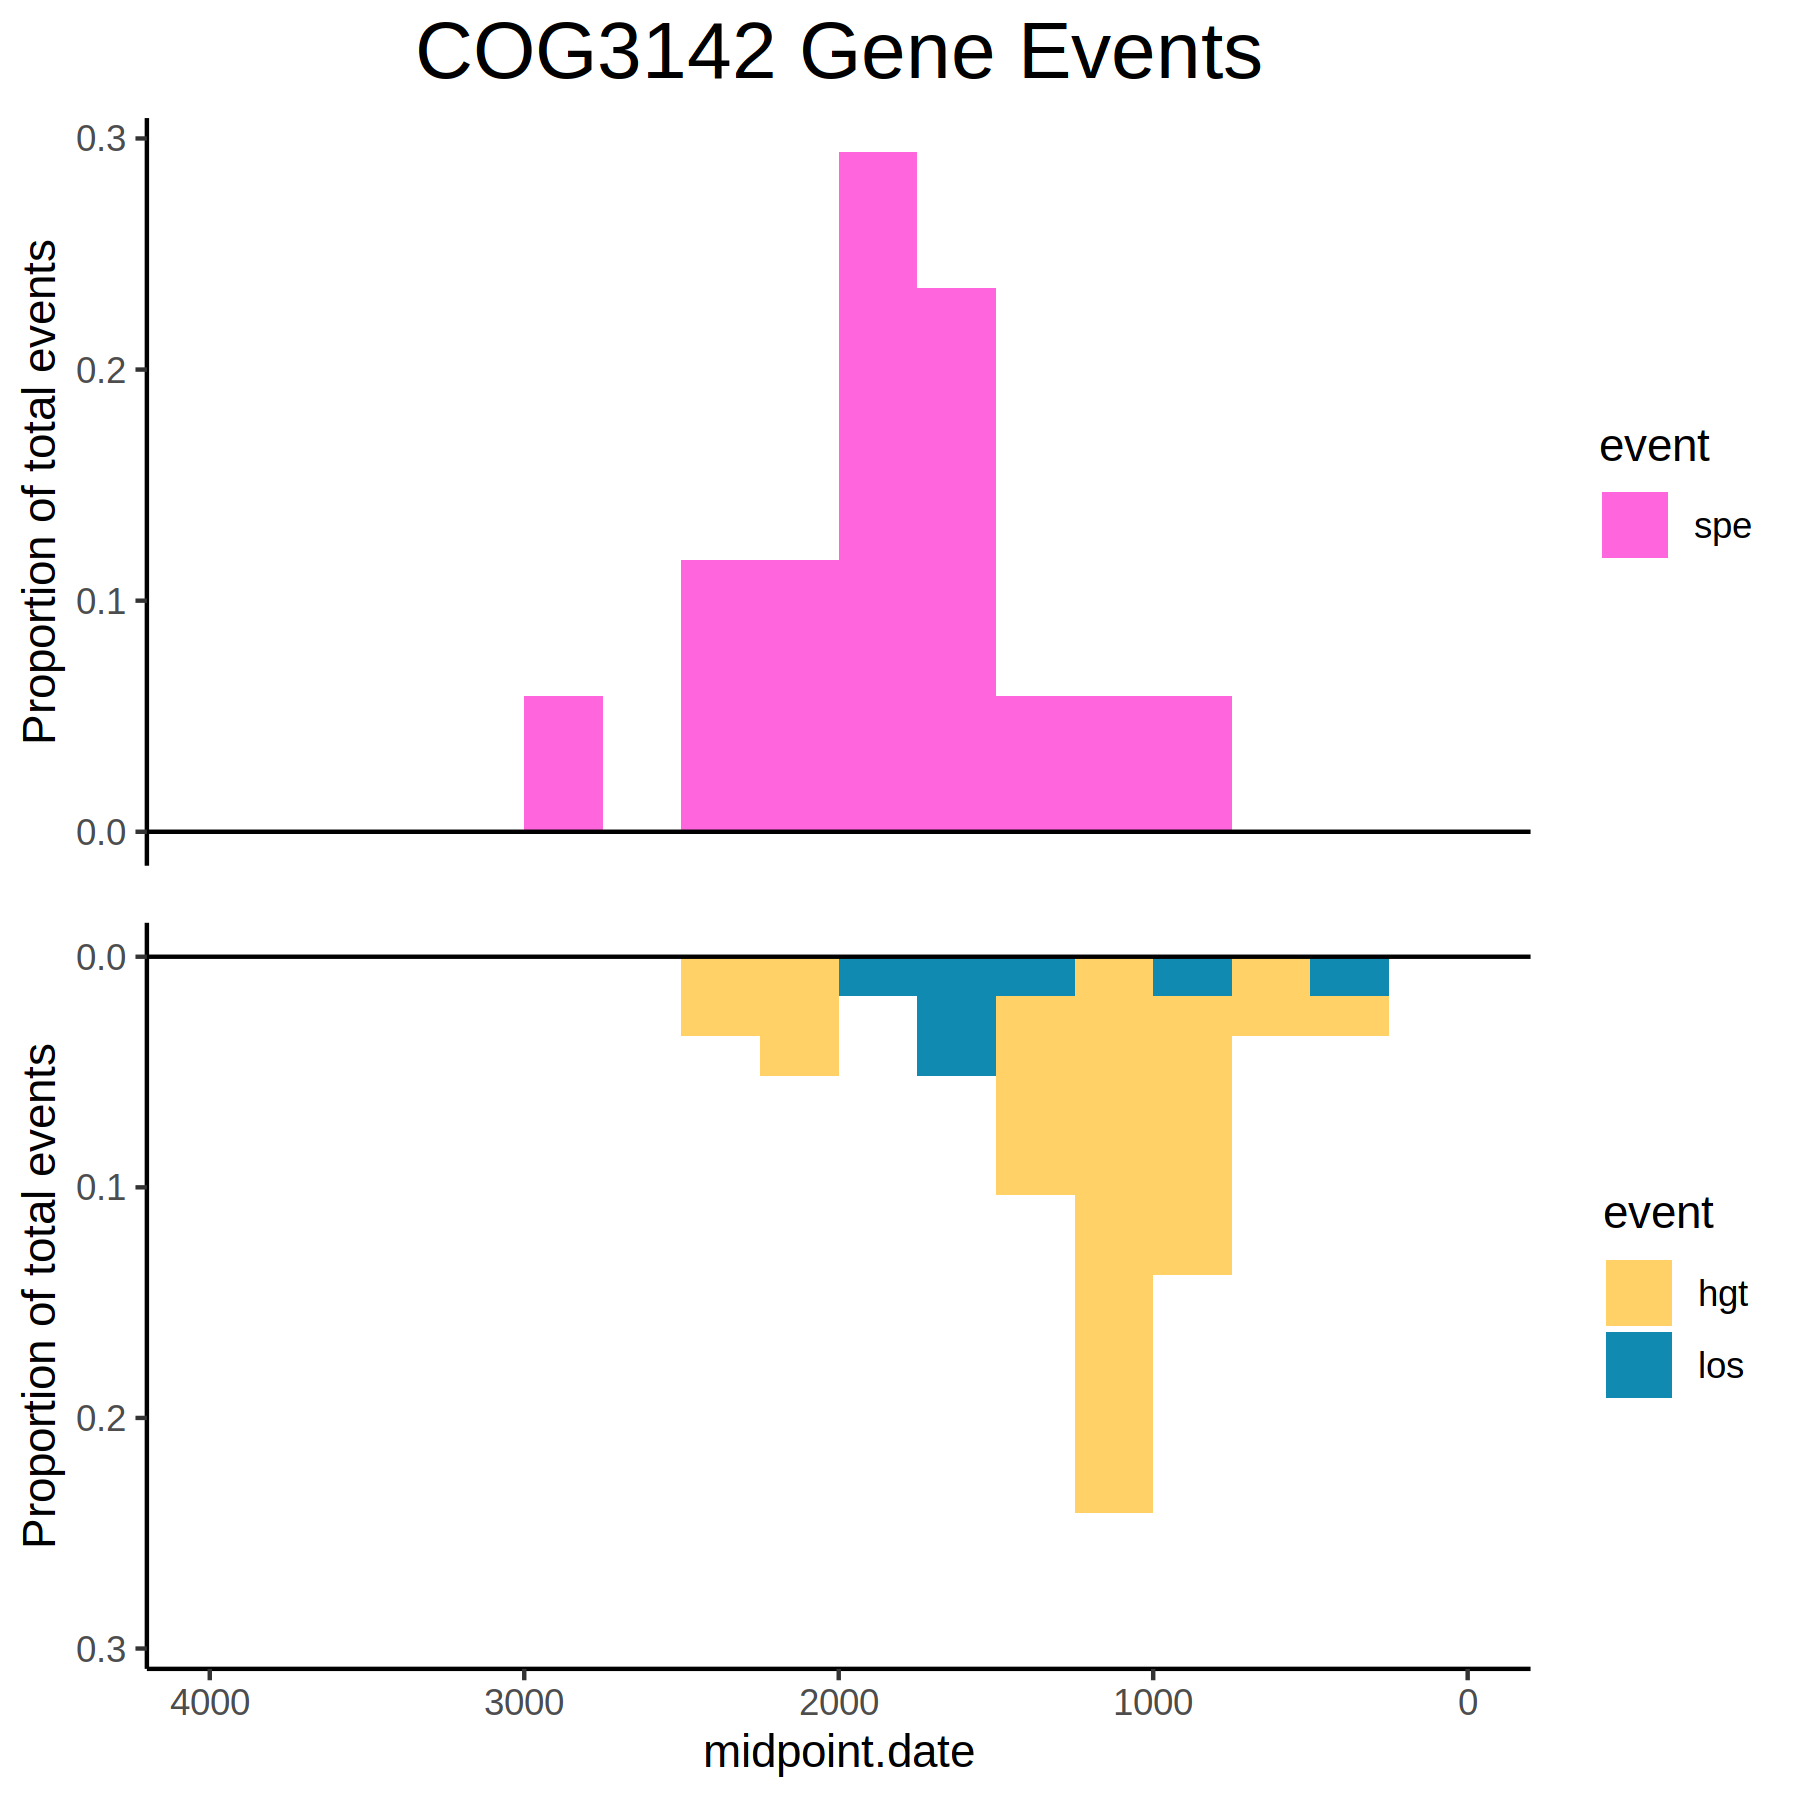 COG3142 Gene Events
Proportion of total events
0.3
0.2
0.1
0.0
event
spe
Proportion of total events
0.0
0.1
0.2
0.3
event
hgt
los
4000 3000 2000 1000 0
midpoint.date